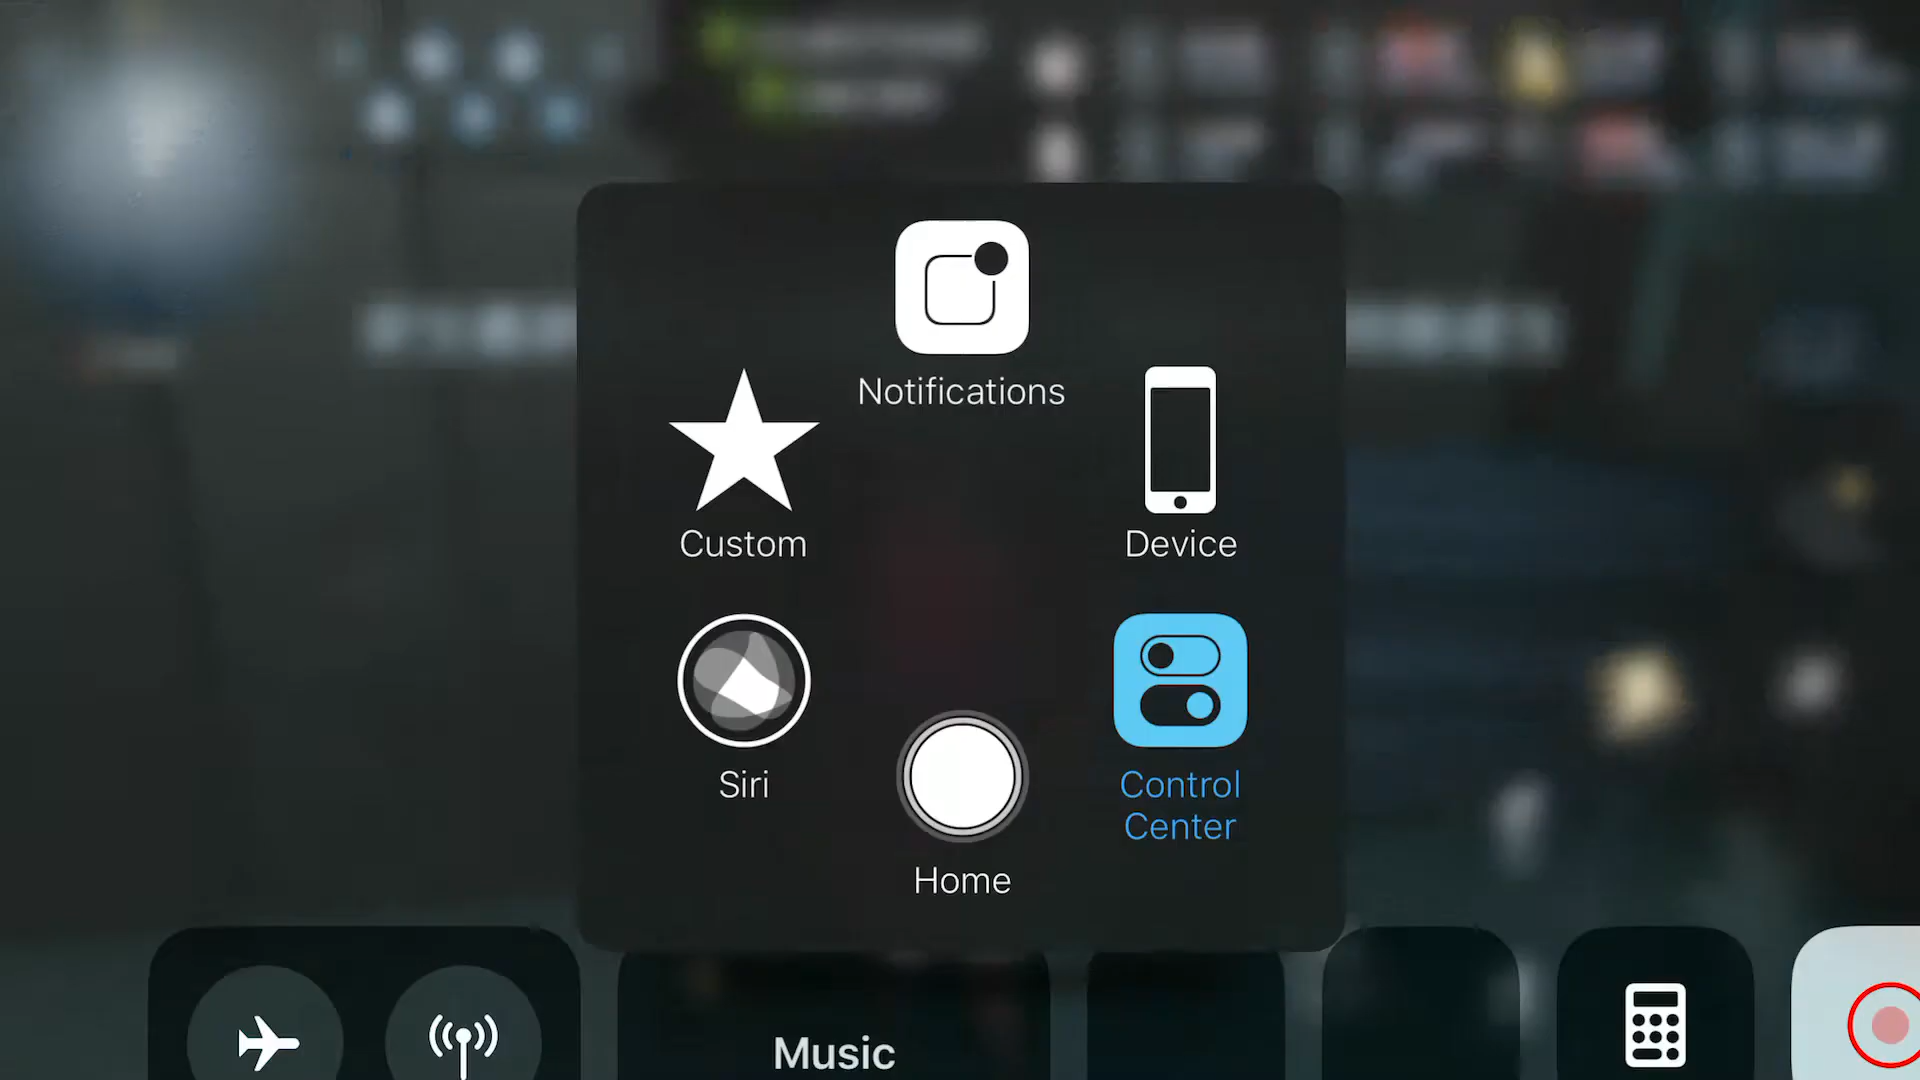 Notifications
Custom
Device
Siri
Control
Center
Home
Music